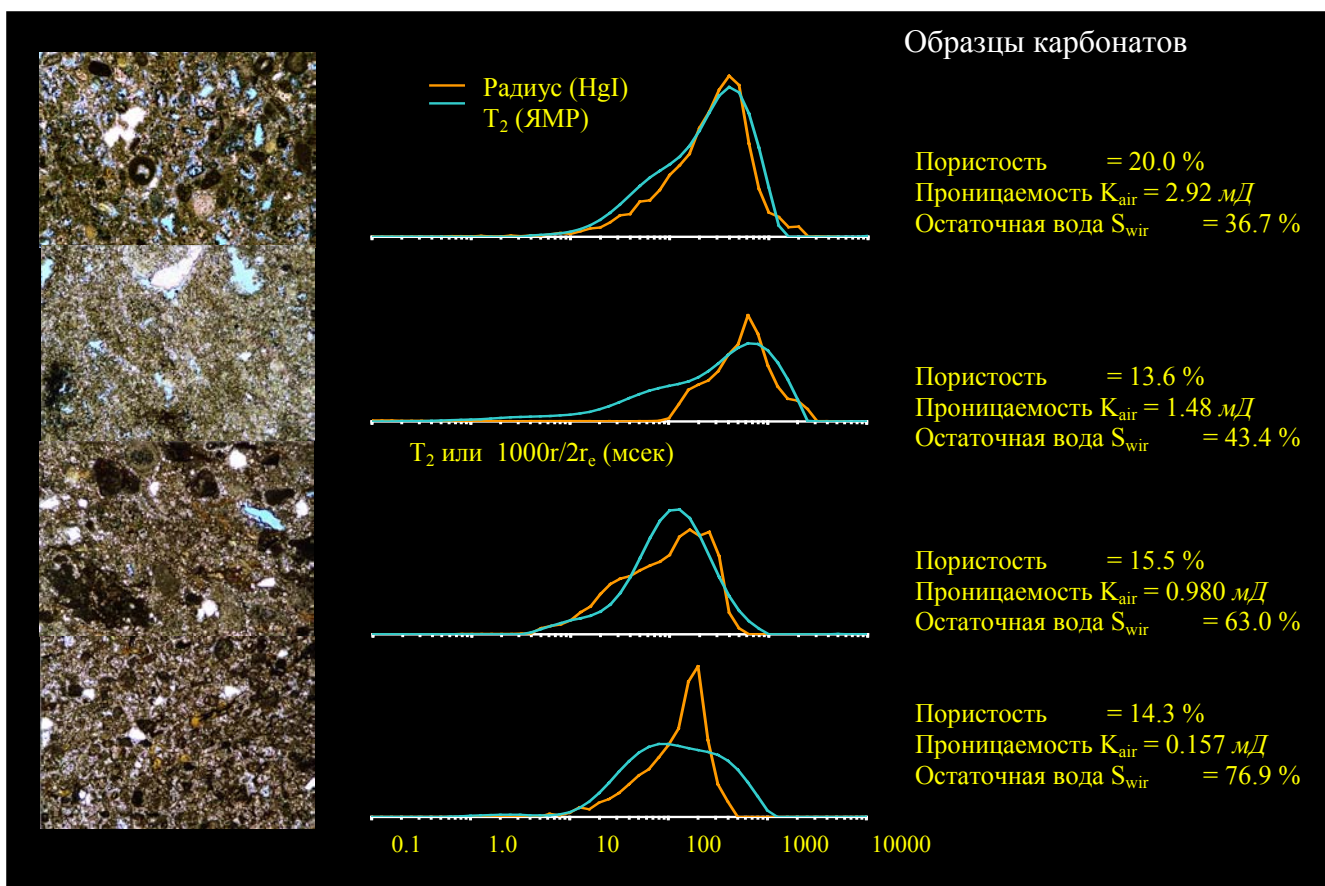 Образцы карбонатов
Радиус (HgI)
T2 (ЯМР)
Пористость = 20.0 %
Проницаемость Kair = 2.92 мД
Остаточная вода Swir = 36.7 %
Пористость = 13.6 %
Проницаемость Kair = 1.48 мД
Остаточная вода Swir = 43.4 %
T2 или 1000r/2re (мсек)
Пористость = 15.5 %
Проницаемость Kair = 0.980 мД
Остаточная вода Swir = 63.0 %
Пористость = 14.3 %
Проницаемость Kair = 0.157 мД
Остаточная вода Swir = 76.9 %
0.1 1.0 10 100 1000 10000